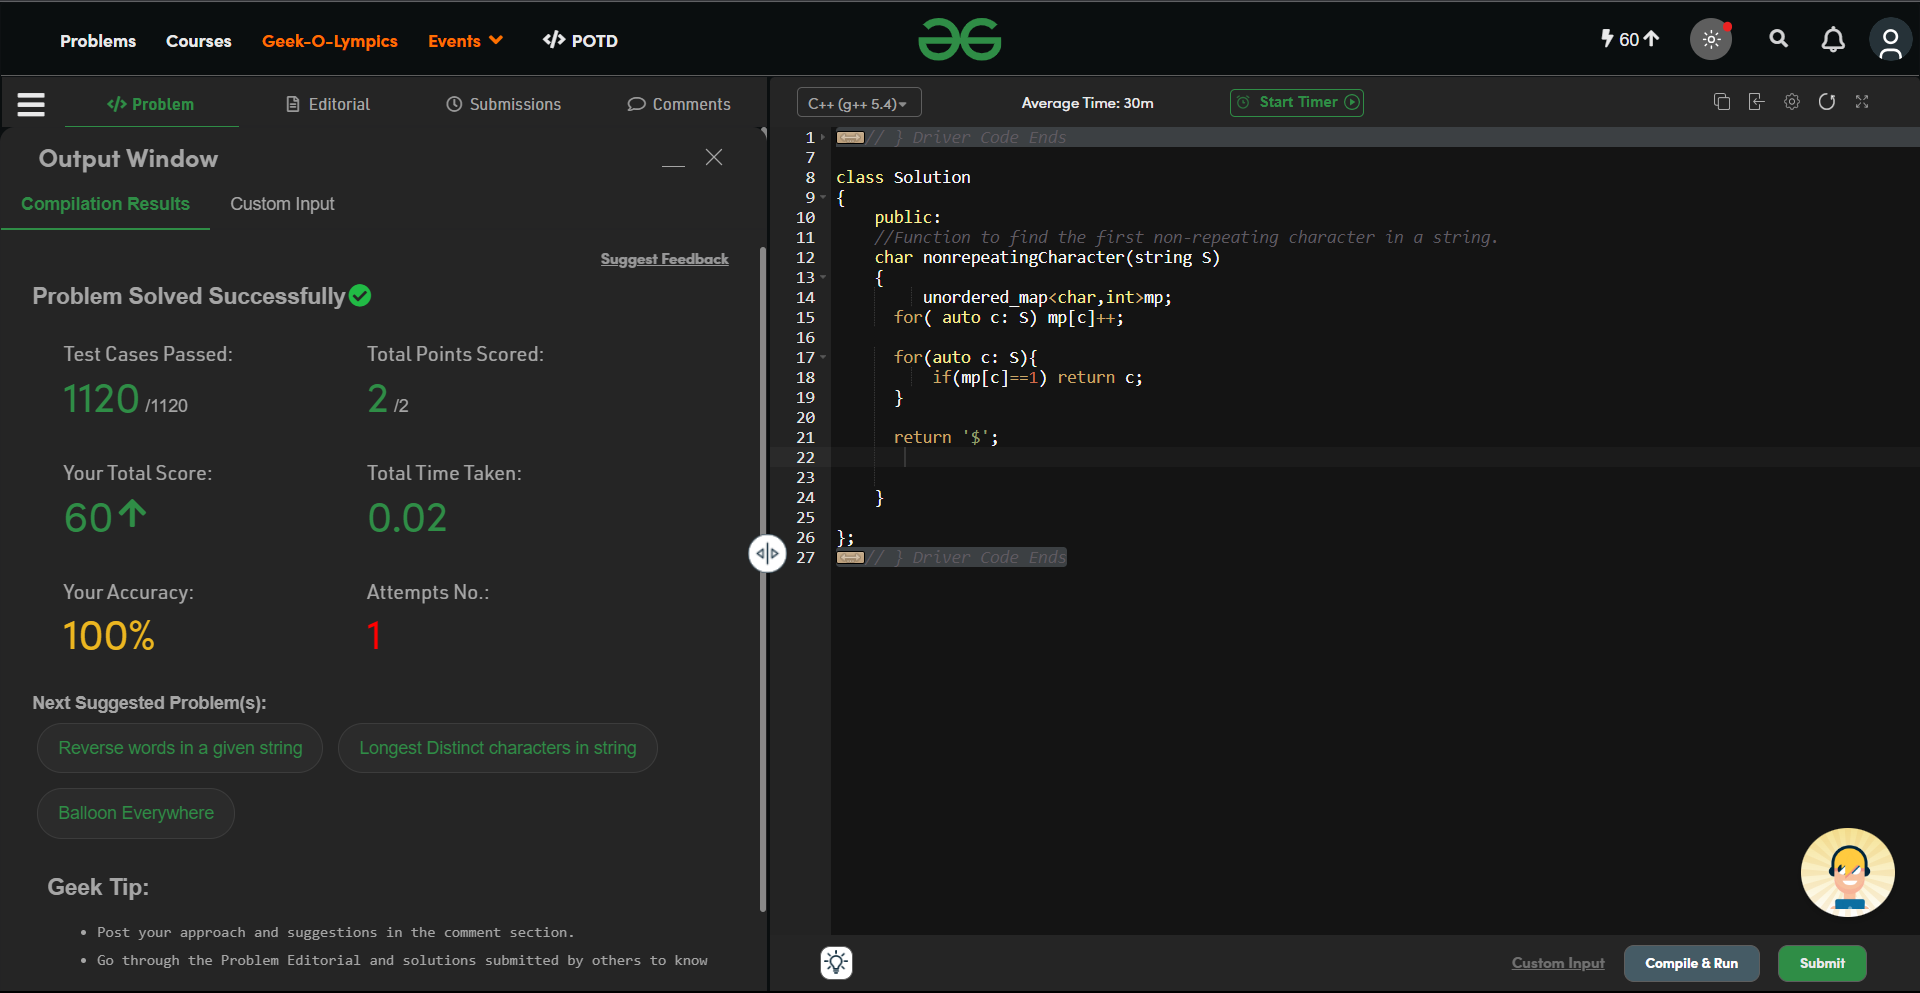 Problems Courses Geek-O-Lympics Events </> POTD
60
</> Problem Editorial Submissions Comments
Output Window
Compilation Results Custom Input
Suggest Feedback
Problem Solved Successfully
Test Cases Passed: Total Points Scored:
1120 /1120 2 /2
Your Total Score: Total Time Taken:
60 0.02
Your Accuracy: Attempts No.:
100% 1
Next Suggested Problem(s):
Reverse words in a given string Longest Distinct characters in string
Balloon Everywhere
Geek Tip:
• Post your approach and suggestions in the comment section.
• Go through the Problem Editorial and solutions submitted by others to know
C++ (g++ 5.4) Average Time: 30m Start Timer
1 // } Driver Code Ends
7
8 class Solution
9 {
10 public:
11 //Function to find the first non-repeating character in a string.
12 char nonrepeatingCharacter(string S)
13 {
14 unordered_map<char,int>mp;
15 for( auto c: S) mp[c]++;
16
17 for(auto c: S){
18 if(mp[c]==1) return c;
19 }
20
21 return '$';
22
23
24 }
25
26 };
27 // } Driver Code Ends
Custom Input Compile & Run Submit